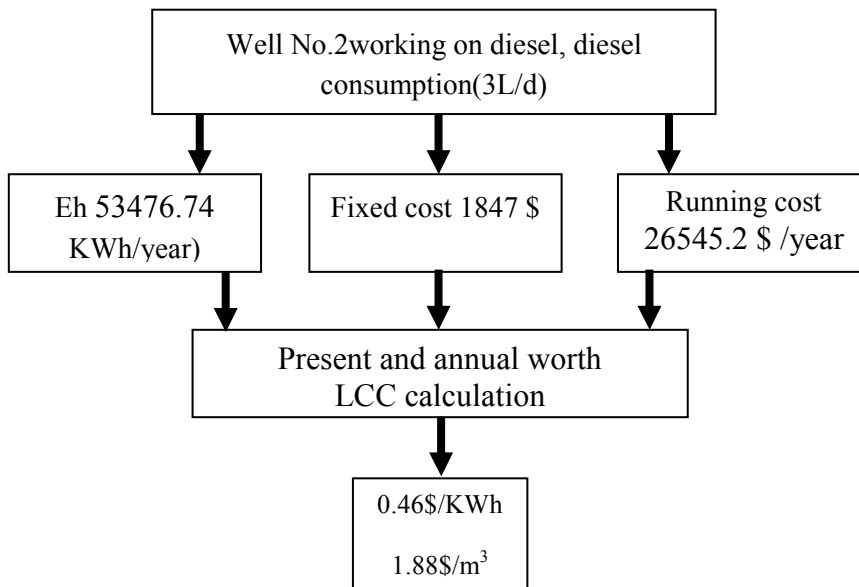 Well No.2working on diesel, diesel
consumption(3L/d)
Eh 53476.74
KWh/year)
Fixed cost 1847 $
Running cost
26545.2 $ /year
Present and annual worth
LCC calculation
0.46$/KWh
1.88$/m³